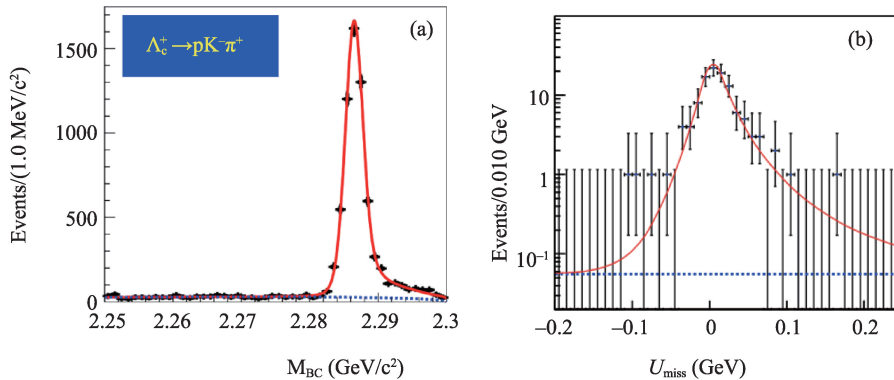 (a)
Λc⁺→pK⁻π⁺
Events/(1.0 MeV/c²)
1500
1000
500
0
2.25
2.26
2.27
2.28
2.29
2.3
M_BC (GeV/c²)
(b)
Events/0.010 GeV
10
1
10⁻¹
–0.2
–0.1
0
0.1
0.2
U_miss (GeV)